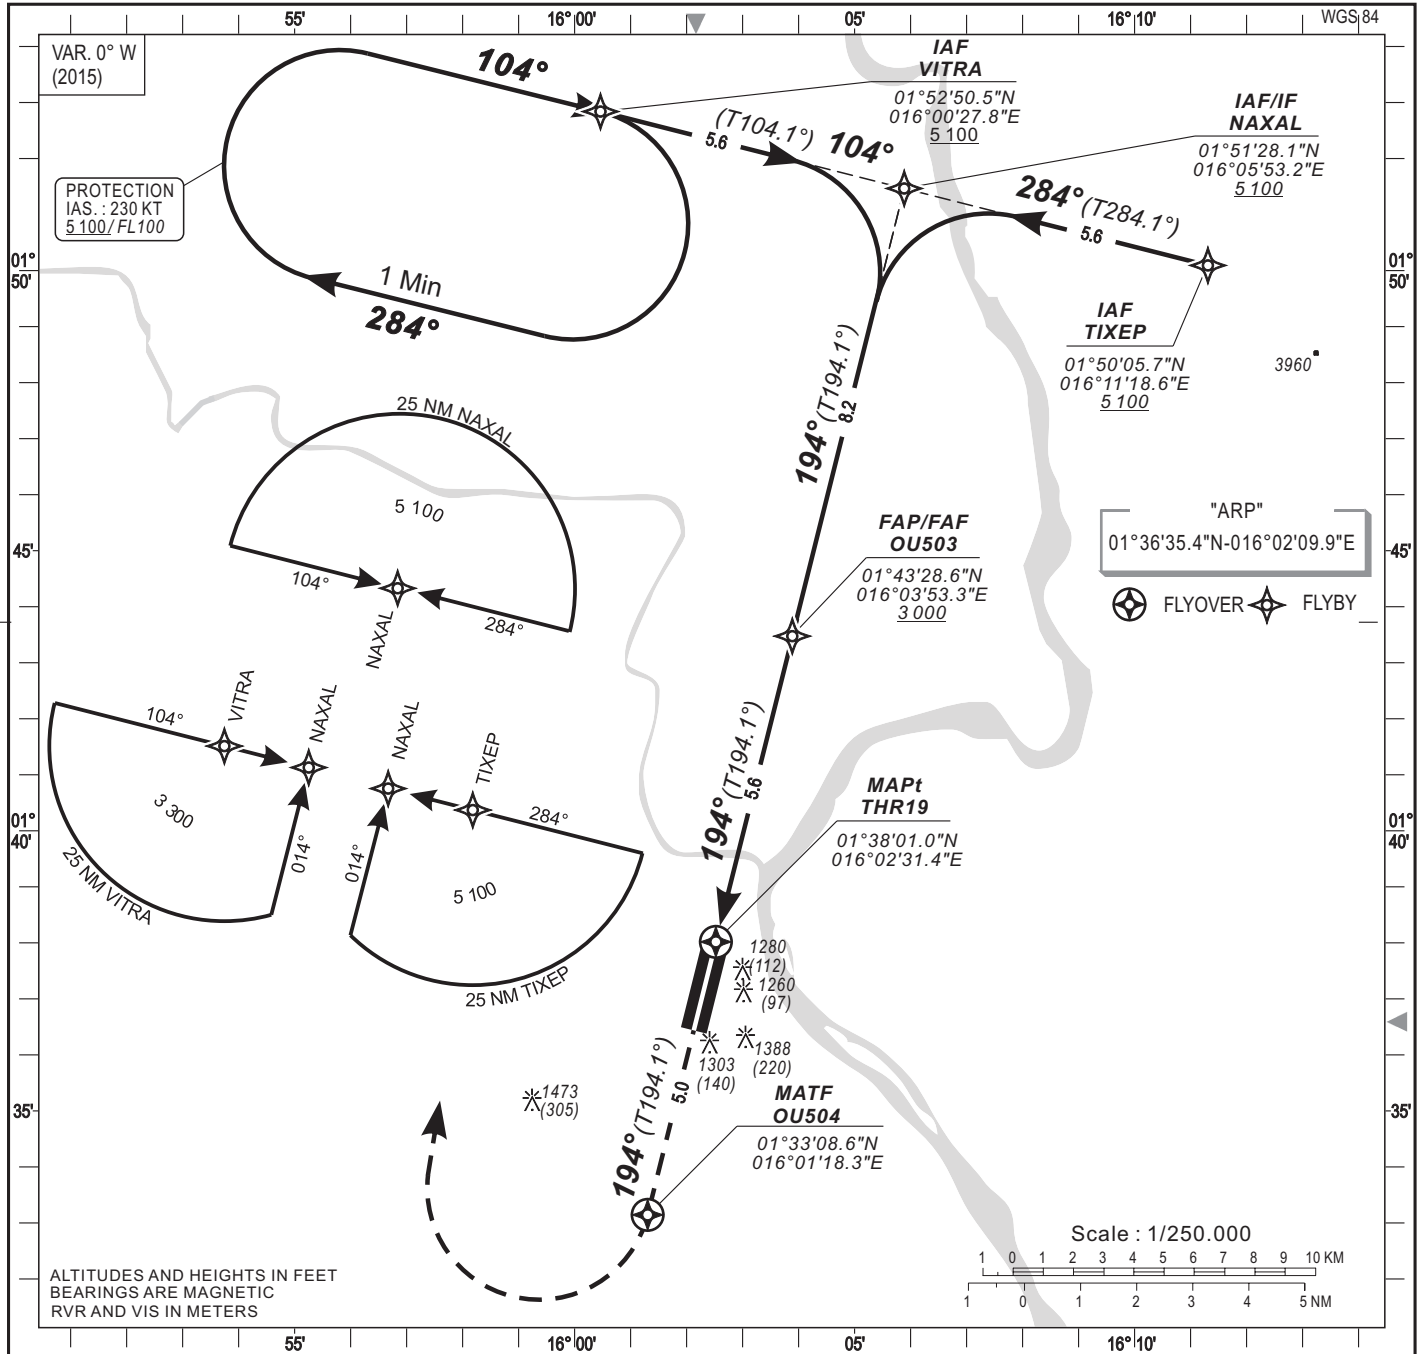 55'
16° 00'
05'
16° 10'
WGS 84
VAR. 0° W
(2015)
104°
IAF
VITRA
01°52'50.5"N
016°00'27.8"E
5 100
IAF/IF
NAXAL
01°51'28.1"N
016°05'53.2"E
5 100
(T104.1°)
5.6
104°
284° (T284.1°)
5.6
PROTECTION
IAS. : 230 KT
5 100/FL100
01°
50'
1 Min
284°
01°
50'
IAF
TIXEP
01°50'05.7"N
016°11'18.6"E
5 100
3960
194° (T194.1°)
8.2
25 NM NAXAL
5 100
104°
284°
NAXAL
FAP/FAF
OU503
01°43'28.6"N
016°03'53.3"E
3 000
"ARP"
01°36'35.4"N-016°02'09.9"E
45'
45'
FLYOVER
FLYBY
104°
VITRA
NAXAL
3 300
014°
25 NM VITRA
NAXAL
TIXEP
284°
014°
5 100
25 NM TIXEP
194° (T194.1°)
5.6
MAPt
THR19
01°38'01.0"N
016°02'31.4"E
01°
40'
01°
40'
1280
(112)
1260
(97)
1388
(220)
1303
(140)
1473
(305)
194° (T194.1°)
5.0
MATF
OU504
01°33'08.6"N
016°01'18.3"E
35'
35'
Scale : 1/250.000
1 0 1 2 3 4 5 6 7 8 9 10 KM
1 0 1 2 3 4 5 NM
ALTITUDES AND HEIGHTS IN FEET
BEARINGS ARE MAGNETIC
RVR AND VIS IN METERS
55'
16° 00'
05'
16° 10'